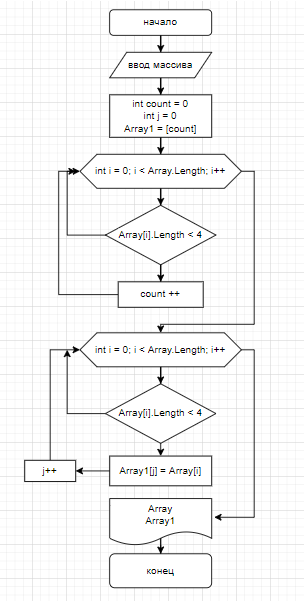 начало
ввод массива
int count = 0
int j = 0
Array1 = [count]
int i = 0; i < Array.Length; i++
Array[i].Length < 4
count ++
int i = 0; i < Array.Length; i++
Array[i].Length < 4
Array1[j] = Array[i]
j++
Array
Array1
конец